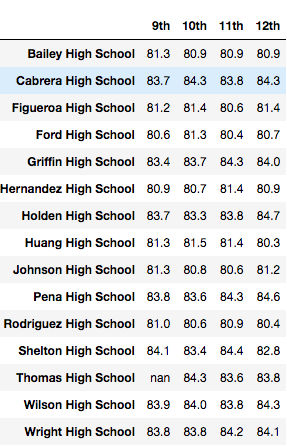 9th 10th 11th 12th
Bailey High School 81.3 80.9 80.9 80.9
Cabrera High School 83.7 84.3 83.8 84.3
Figueroa High School 81.2 81.4 80.6 81.4
Ford High School 80.6 81.3 80.4 80.7
Griffin High School 83.4 83.7 84.3 84.0
Hernandez High School 80.9 80.7 81.4 80.9
Holden High School 83.7 83.3 83.8 84.7
Huang High School 81.3 81.5 81.4 80.3
Johnson High School 81.3 80.8 80.6 81.2
Pena High School 83.8 83.6 84.3 84.6
Rodriguez High School 81.0 80.6 80.9 80.4
Shelton High School 84.1 83.4 84.4 82.8
Thomas High School nan 84.3 83.6 83.8
Wilson High School 83.9 84.0 83.8 84.3
Wright High School 83.8 83.8 84.2 84.1